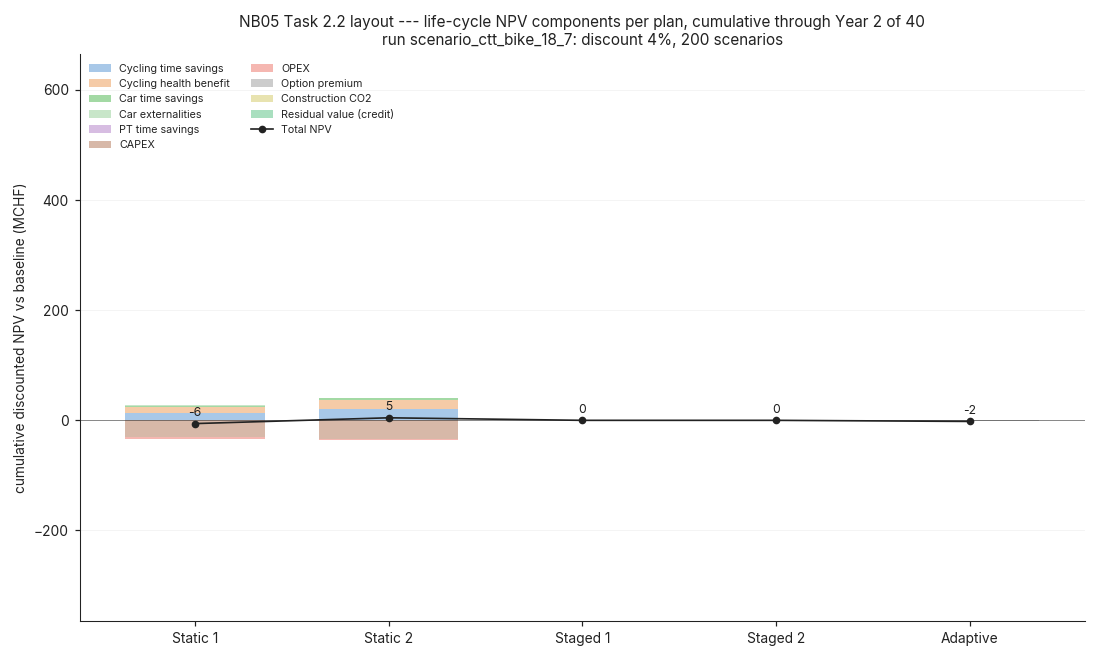 NB05 Task 2.2 layout --- life-cycle NPV components per plan, cumulative through Year 2 of 40
run scenario_ctt_bike_18_7: discount 4%, 200 scenarios
Cycling time savings
Cycling health benefit
Car time savings
Car externalities
PT time savings
CAPEX
OPEX
Option premium
Construction CO2
Residual value (credit)
Total NPV
cumulative discounted NPV vs baseline (MCHF)
600
400
200
0
−200
-6
5
0
0
-2
Static 1
Static 2
Staged 1
Staged 2
Adaptive